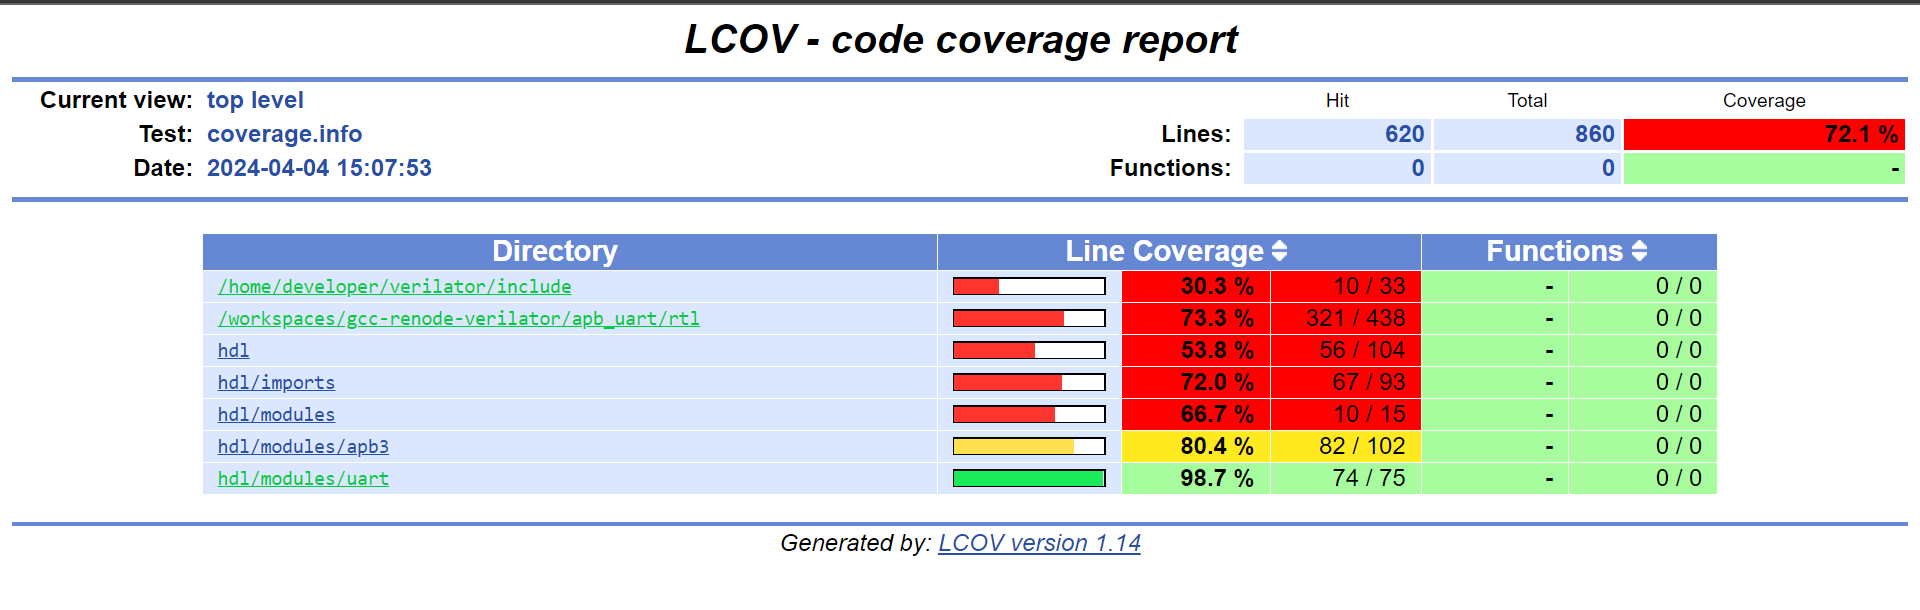 LCOV - code coverage report
Current view: top level Hit Total Coverage
Test: coverage.info Lines: 620 860 72.1 %
Date: 2024-04-04 15:07:53 Functions: 0 0 -
Directory Line Coverage Functions
/home/developer/verilator/include 30.3 % 10 / 33 - 0 / 0
/workspaces/gcc-renode-verilator/apb_uart/rtl 73.3 % 321 / 438 - 0 / 0
hdl 53.8 % 56 / 104 - 0 / 0
hdl/imports 72.0 % 67 / 93 - 0 / 0
hdl/modules 66.7 % 10 / 15 - 0 / 0
hdl/modules/apb3 80.4 % 82 / 102 - 0 / 0
hdl/modules/uart 98.7 % 74 / 75 - 0 / 0
Generated by: LCOV version 1.14